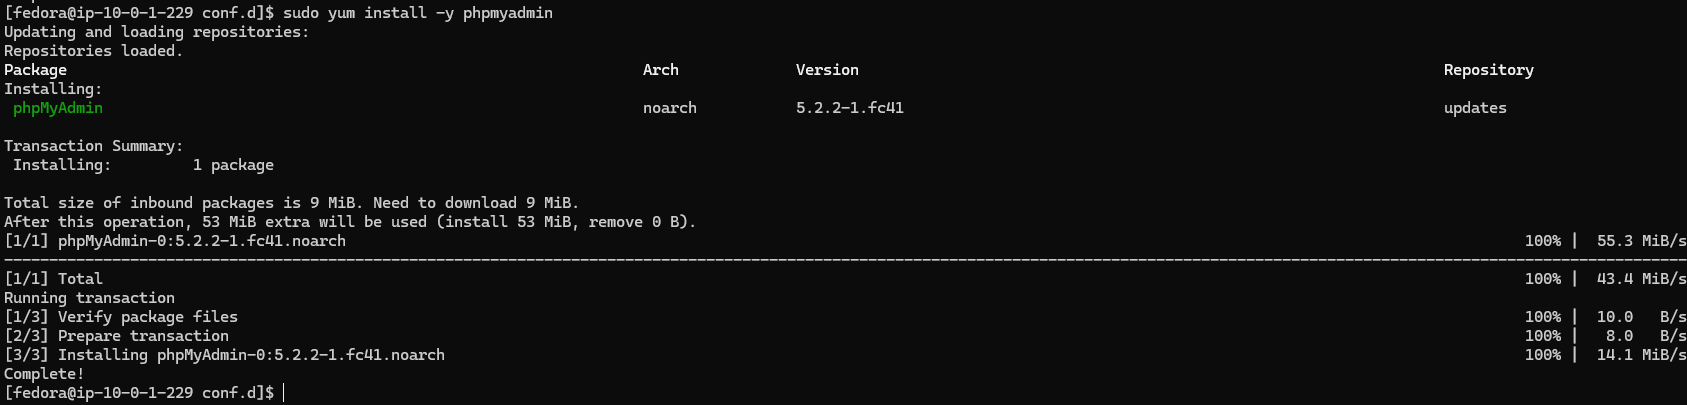 [fedora@ip-10-0-1-229 conf.d]$ sudo yum install -y phpmyadmin
Updating and loading repositories:
Repositories loaded.
Package Arch Version Repository
Installing:
phpMyAdmin noarch 5.2.2-1.fc41 updates
Transaction Summary:
Installing: 1 package
Total size of inbound packages is 9 MiB. Need to download 9 MiB.
After this operation, 53 MiB extra will be used (install 53 MiB, remove 0 B).
[1/1] phpMyAdmin-0:5.2.2-1.fc41.noarch 100% | 55.3 MiB/s
--------------------------------------------------------------------------------
[1/1] Total 100% | 43.4 MiB/s
Running transaction
[1/3] Verify package files 100% | 10.0 B/s
[2/3] Prepare transaction 100% | 8.0 B/s
[3/3] Installing phpMyAdmin-0:5.2.2-1.fc41.noarch 100% | 14.1 MiB/s
Complete!
[fedora@ip-10-0-1-229 conf.d]$